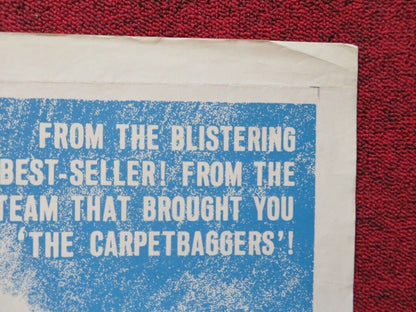 FROM THE BLISTERING
BEST-SELLER! FROM THE
TEAM THAT BROUGHT YOU
'THE CARPETBAGGERS'!